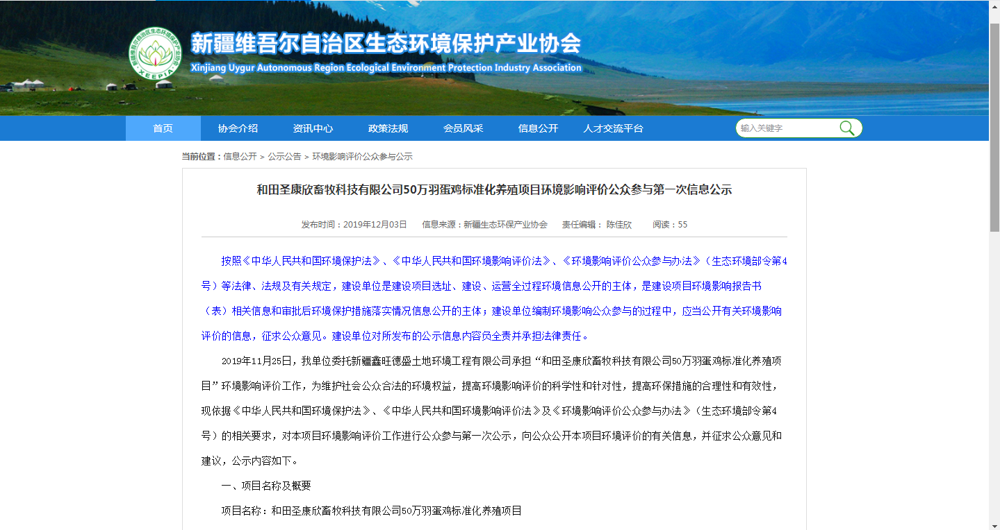 新疆维吾尔自治区生态环境保护产业协会
XEEPIA
新疆维吾尔自治区生态环境保护产业协会
Xinjiang Uygur Autonomous Region Ecological Environment Protection Industry Association
首页 协会介绍 资讯中心 政策法规 会员风采 信息公开 人才交流平台 输入关键字
当前位置：信息公开 > 公示公告 > 环境影响评价公众参与公示
和田圣康欣畜牧科技有限公司50万羽蛋鸡标准化养殖项目环境影响评价公众参与第一次信息公示
发布时间：2019年12月03日 信息来源：新疆生态环保产业协会 责任编辑： 陈佳欣 阅读：55
按照《中华人民共和国环境保护法》、《中华人民共和国环境影响评价法》、《环境影响评价公众参与办法》（生态环境部令第4
号）等法律、法规及有关规定，建设单位是建设项目选址、建设、运营全过程环境信息公开的主体，是建设项目环境影响报告书
（表）相关信息和审批后环境保护措施落实情况信息公开的主体；建设单位编制环境影响公众参与的过程中，应当公开有关环境影响
评价的信息，征求公众意见。建设单位对所发布的公示信息内容负全责并承担法律责任。
2019年11月25日，我单位委托新疆鑫旺德盛土地环境工程有限公司承担“和田圣康欣畜牧科技有限公司50万羽蛋鸡标准化养殖项
目”环境影响评价工作，为维护社会公众合法的环境权益，提高环境影响评价的科学性和针对性，提高环保措施的合理性和有效性，
现依据《中华人民共和国环境保护法》、《中华人民共和国环境影响评价法》及《环境影响评价公众参与办法》（生态环境部令第4
号）的相关要求，对本项目环境影响评价工作进行公众参与第一次公示，向公众公开本项目环境评价的有关信息，并征求公众意见和
建议，公示内容如下。
一、项目名称及概要
项目名称：和田圣康欣畜牧科技有限公司50万羽蛋鸡标准化养殖项目